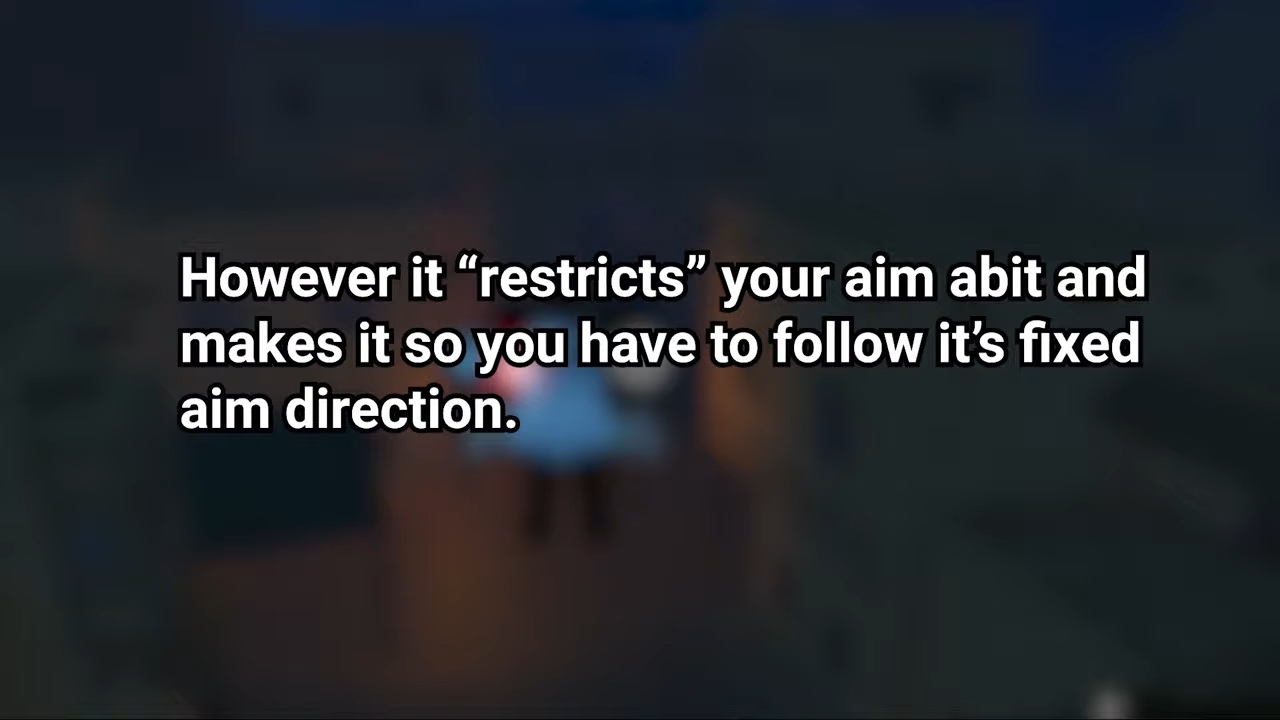 However it “restricts” your aim abit and
makes it so you have to follow it’s fixed
aim direction.